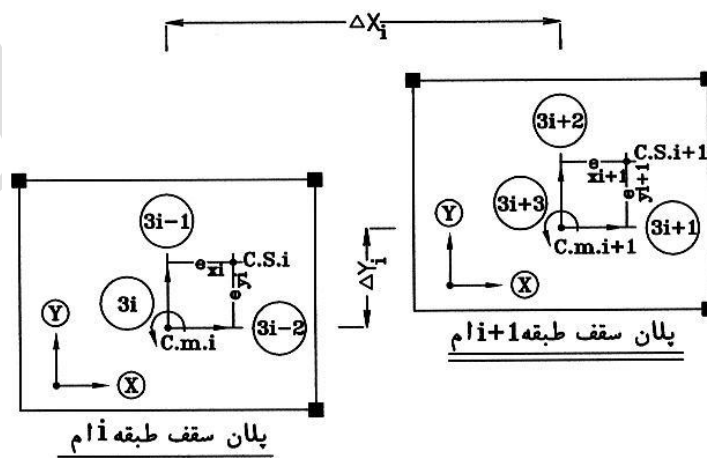 ΔXi
3i+2
C.S.i+1
exi+1
eyi+1
3i+3
3i+1
C.m.i+1
Y
X
پلان سقف طبقه i+1ام
ΔYi
3i-1
C.S.i
exi
eyi
3i
3i-2
C.m.i
Y
X
پلان سقف طبقه iام